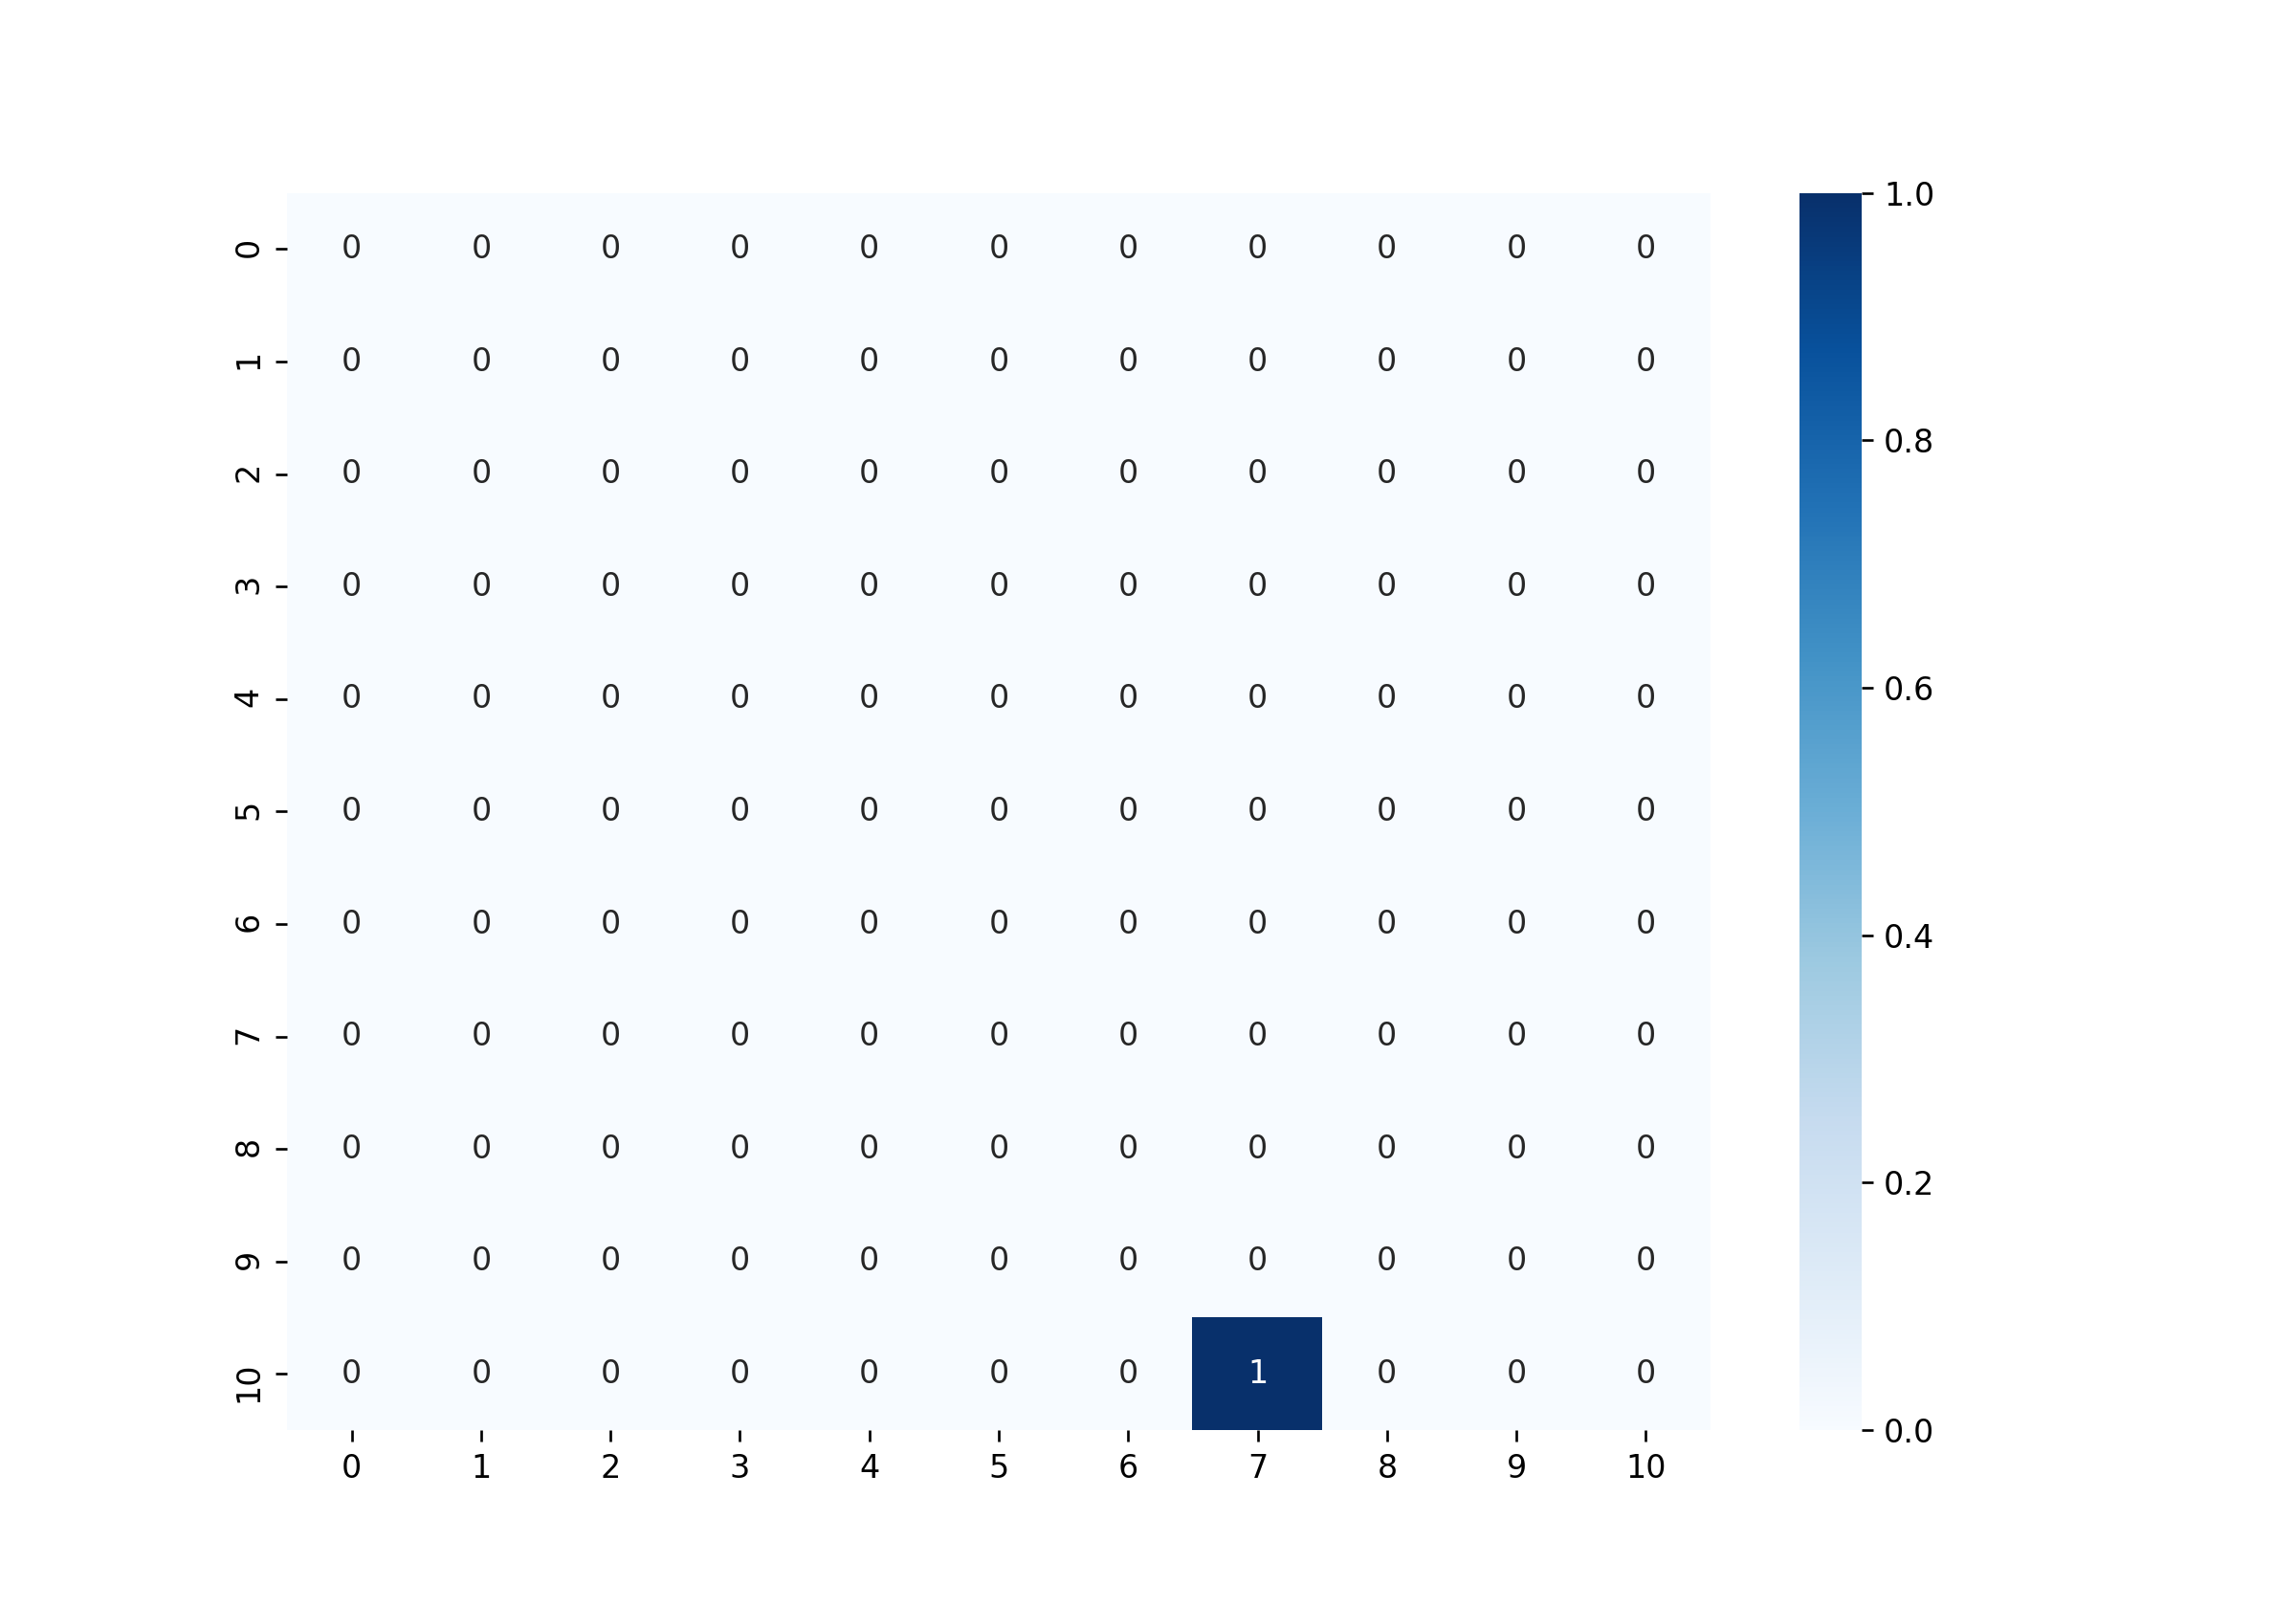 1.0
0 0 0 0 0 0 0 0 0 0 0 0
1 0 0 0 0 0 0 0 0 0 0 0
0.8
2 0 0 0 0 0 0 0 0 0 0 0
3 0 0 0 0 0 0 0 0 0 0 0
0.6
4 0 0 0 0 0 0 0 0 0 0 0
5 0 0 0 0 0 0 0 0 0 0 0
6 0 0 0 0 0 0 0 0 0 0 0
0.4
7 0 0 0 0 0 0 0 0 0 0 0
8 0 0 0 0 0 0 0 0 0 0 0
0.2
9 0 0 0 0 0 0 0 0 0 0 0
10 0 0 0 0 0 0 0 1 0 0 0
0.0
0 1 2 3 4 5 6 7 8 9 10